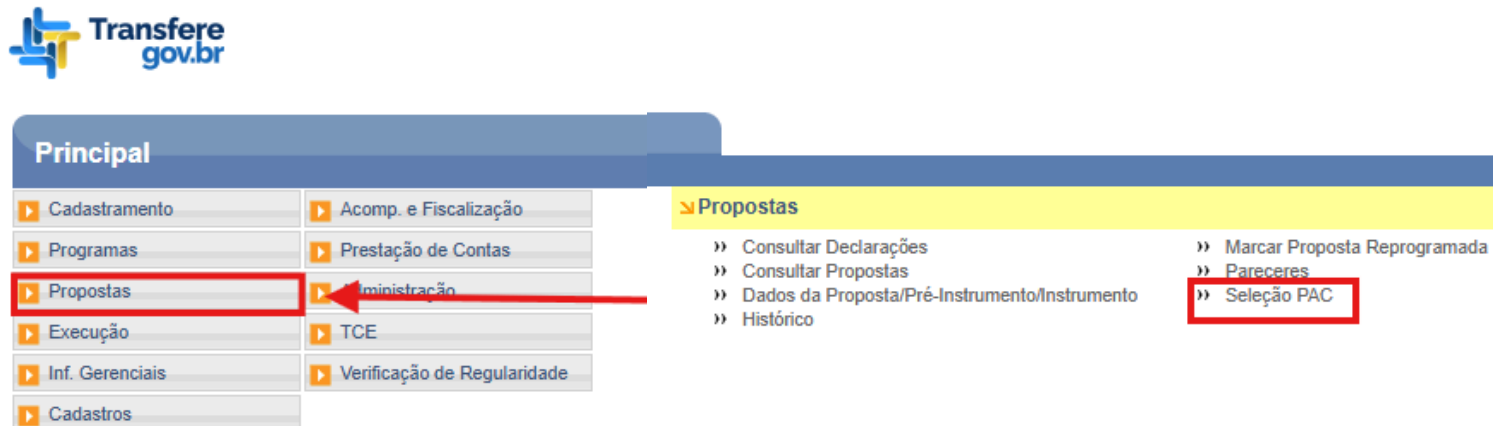 Transfere
gov.br
Principal
Cadastramento
Acomp. e Fiscalização
Programas
Prestação de Contas
Propostas
Administração
Execução
TCE
Inf. Gerenciais
Verificação de Regularidade
Cadastros
Propostas
Consultar Declarações
Consultar Propostas
Dados da Proposta/Pré-Instrumento/Instrumento
Histórico
Marcar Proposta Reprogramada
Pareceres
Seleção PAC